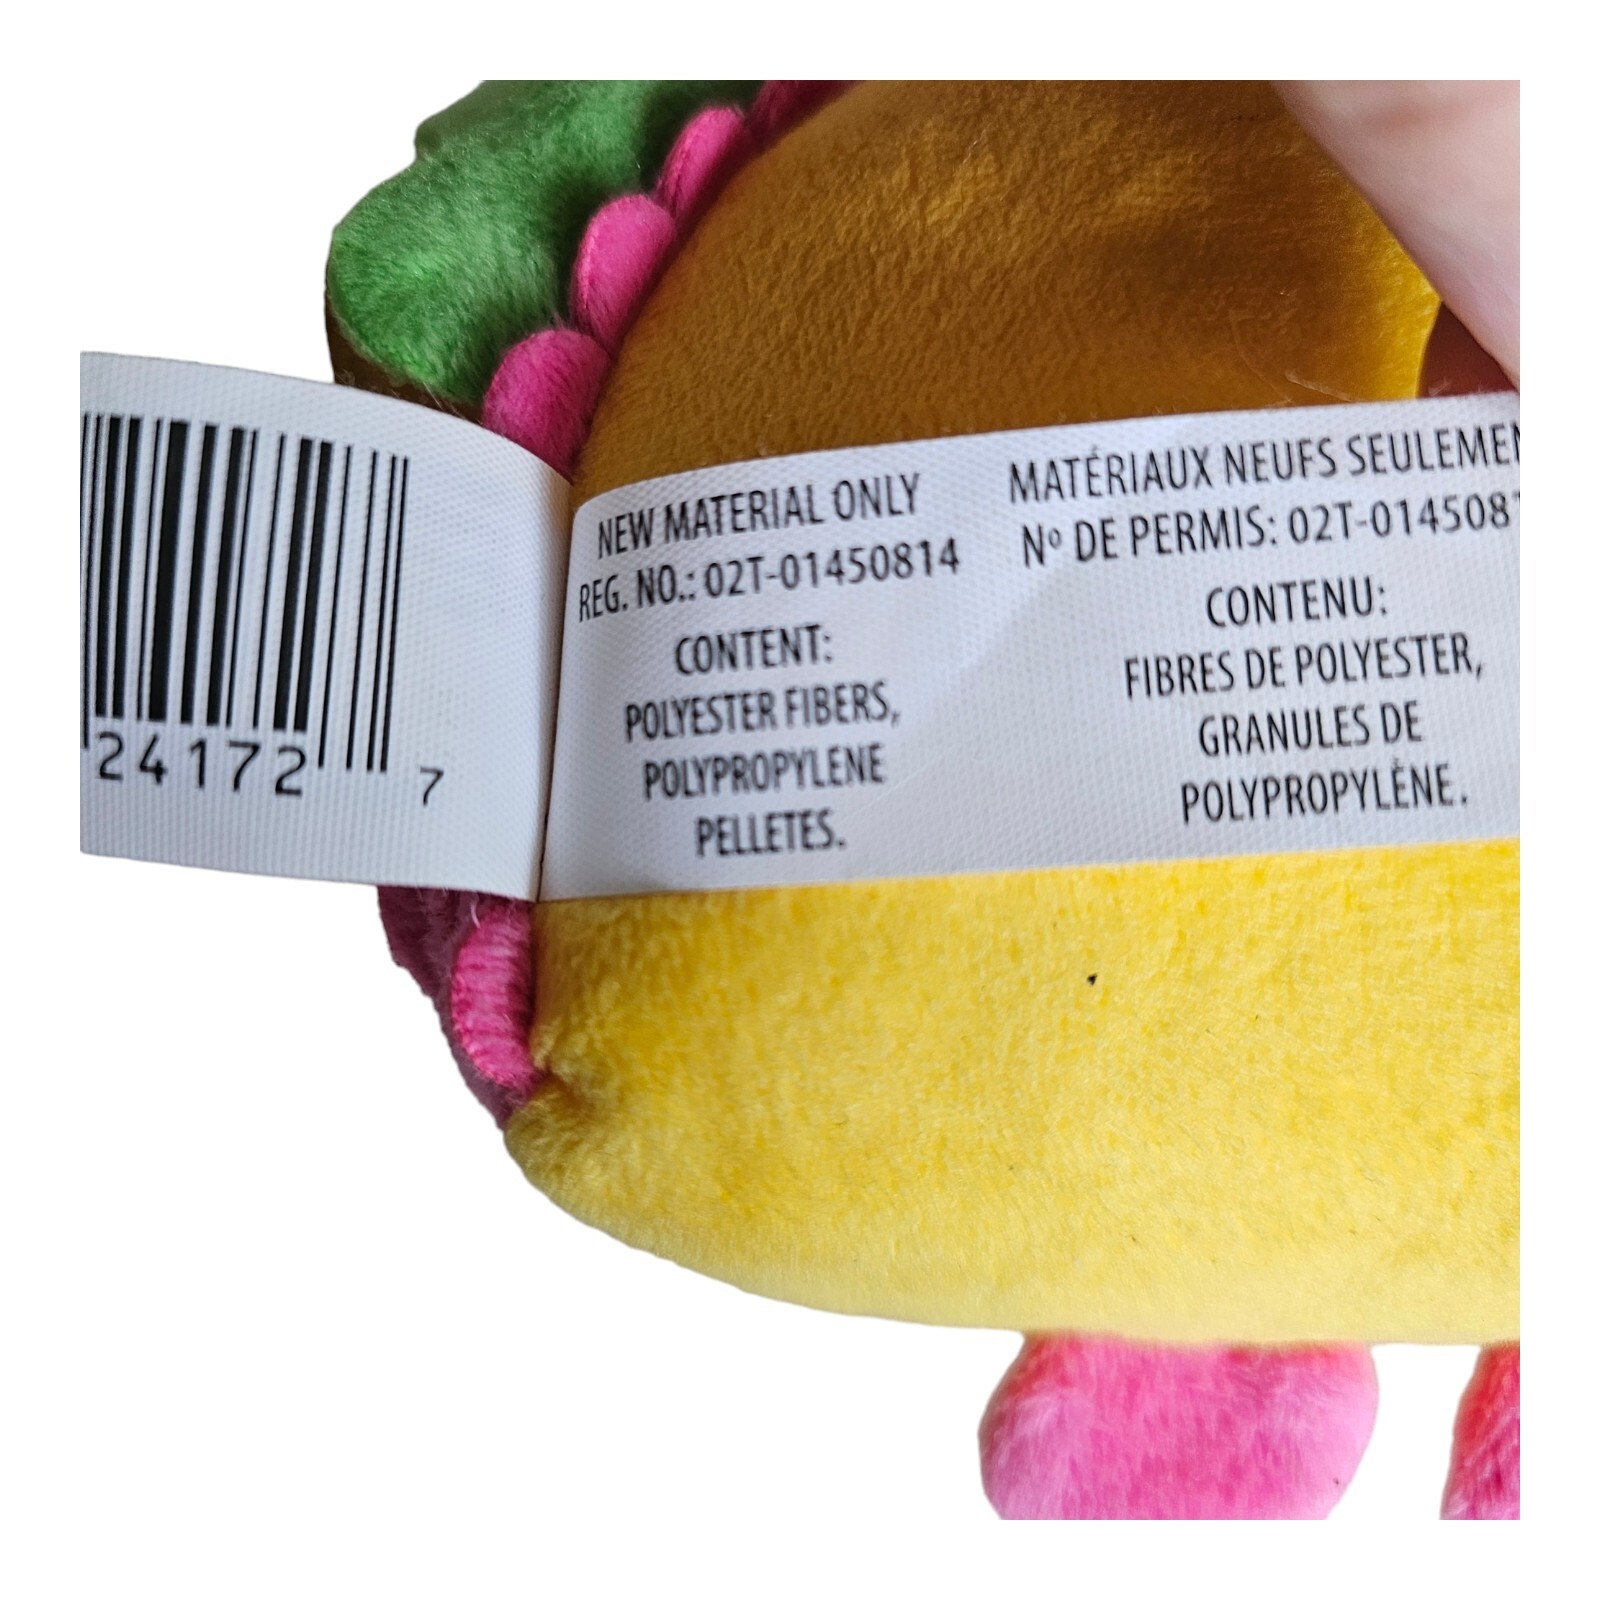 24172 7
NEW MATERIAL ONLY
REG. NO.: 02T-01450814
CONTENT:
POLYESTER FIBERS,
POLYPROPYLENE
PELLETES.
MATÉRIAUX NEUFS SEULEMEN
Nº DE PERMIS: 02T-0145081
CONTENU:
FIBRES DE POLYESTER,
GRANULES DE
POLYPROPYLÈNE.